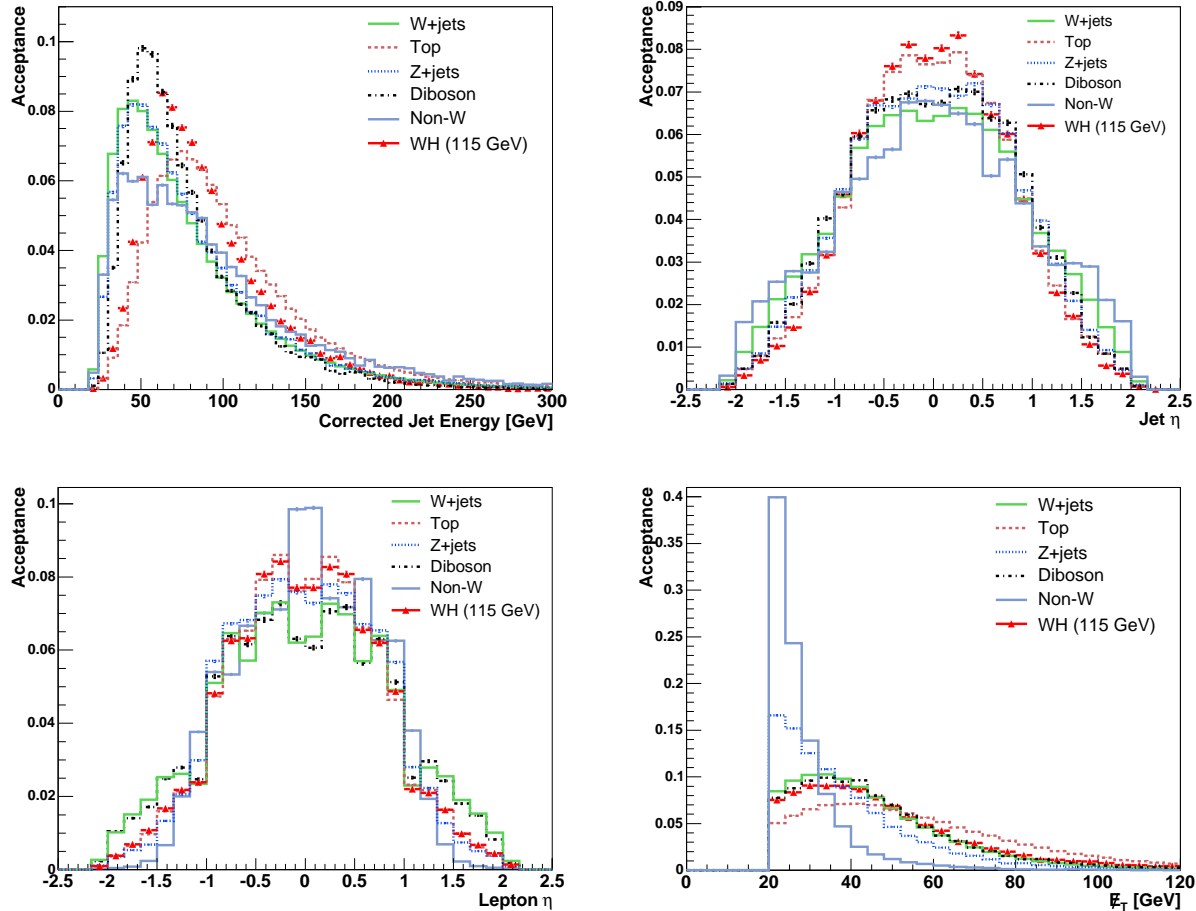 Acceptance
0.1
0.08
0.06
0.04
0.02
0
W+jets
Top
Z+jets
Diboson
Non-W
WH (115 GeV)
0 50 100 150 200 250 300
Corrected Jet Energy [GeV]
Acceptance
0.09
0.08
0.07
0.06
0.05
0.04
0.03
0.02
0.01
0
W+jets
Top
Z+jets
Diboson
Non-W
WH (115 GeV)
-2.5 -2 -1.5 -1 -0.5 0 0.5 1 1.5 2 2.5
Jet η
Acceptance
0.1
0.08
0.06
0.04
0.02
0
W+jets
Top
Z+jets
Diboson
Non-W
WH (115 GeV)
-2.5 -2 -1.5 -1 -0.5 0 0.5 1 1.5 2 2.5
Lepton η
Acceptance
0.4
0.35
0.3
0.25
0.2
0.15
0.1
0.05
0
W+jets
Top
Z+jets
Diboson
Non-W
WH (115 GeV)
0 20 40 60 80 100 120
E̸_T [GeV]